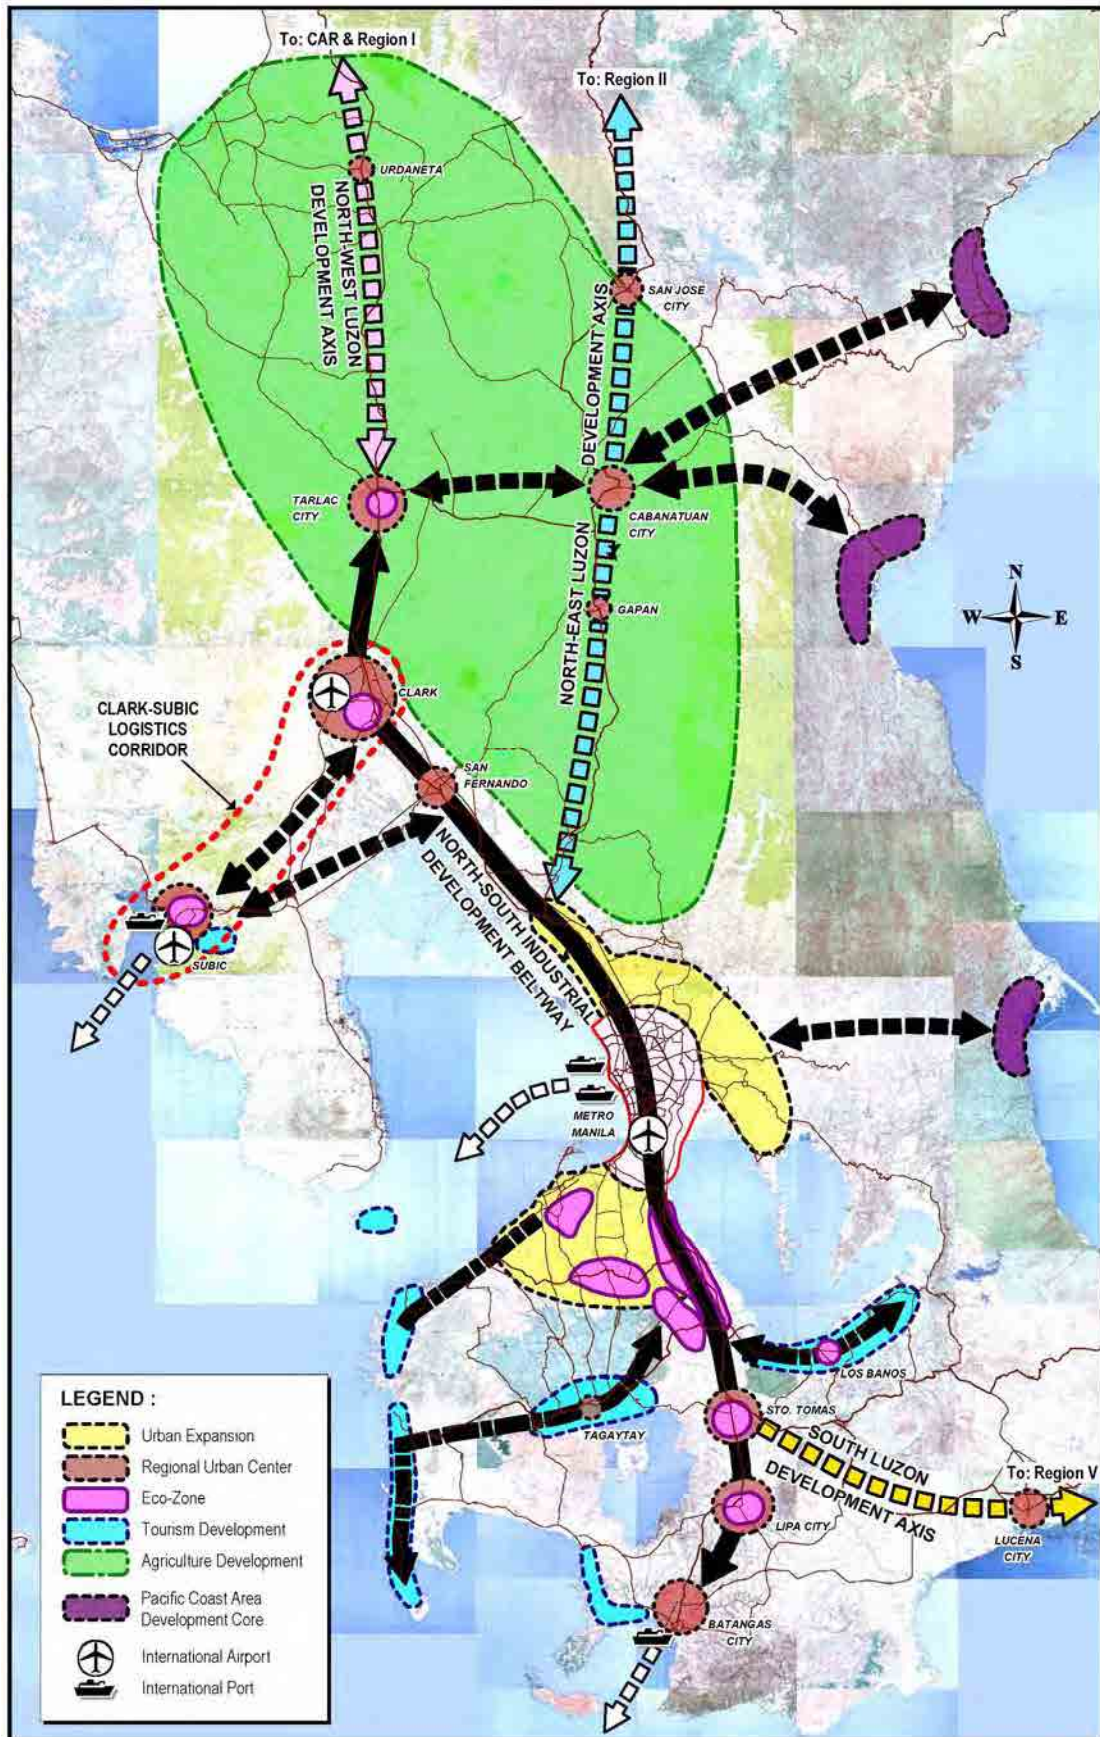 To: CAR & Region I
To: Region II
URDANETA
NORTH-WEST LUZON
DEVELOPMENT AXIS
SAN JOSE
CITY
NORTH-EAST LUZON DEVELOPMENT AXIS
TARLAC
CITY
CABANATUAN
CITY
GAPAN
N
W
E
S
CLARK
CLARK-SUBIC
LOGISTICS
CORRIDOR
SAN
FERNANDO
NORTH-SOUTH INDUSTRIAL
DEVELOPMENT BELTWAY
SUBIC
METRO
MANILA
LOS BANOS
STO. TOMAS
TAGAYTAY
SOUTH LUZON
DEVELOPMENT AXIS
To: Region V
LIPA CITY
LUCENA
CITY
BATANGAS
CITY
LEGEND :
Urban Expansion
Regional Urban Center
Eco-Zone
Tourism Development
Agriculture Development
Pacific Coast Area
Development Core
International Airport
International Port